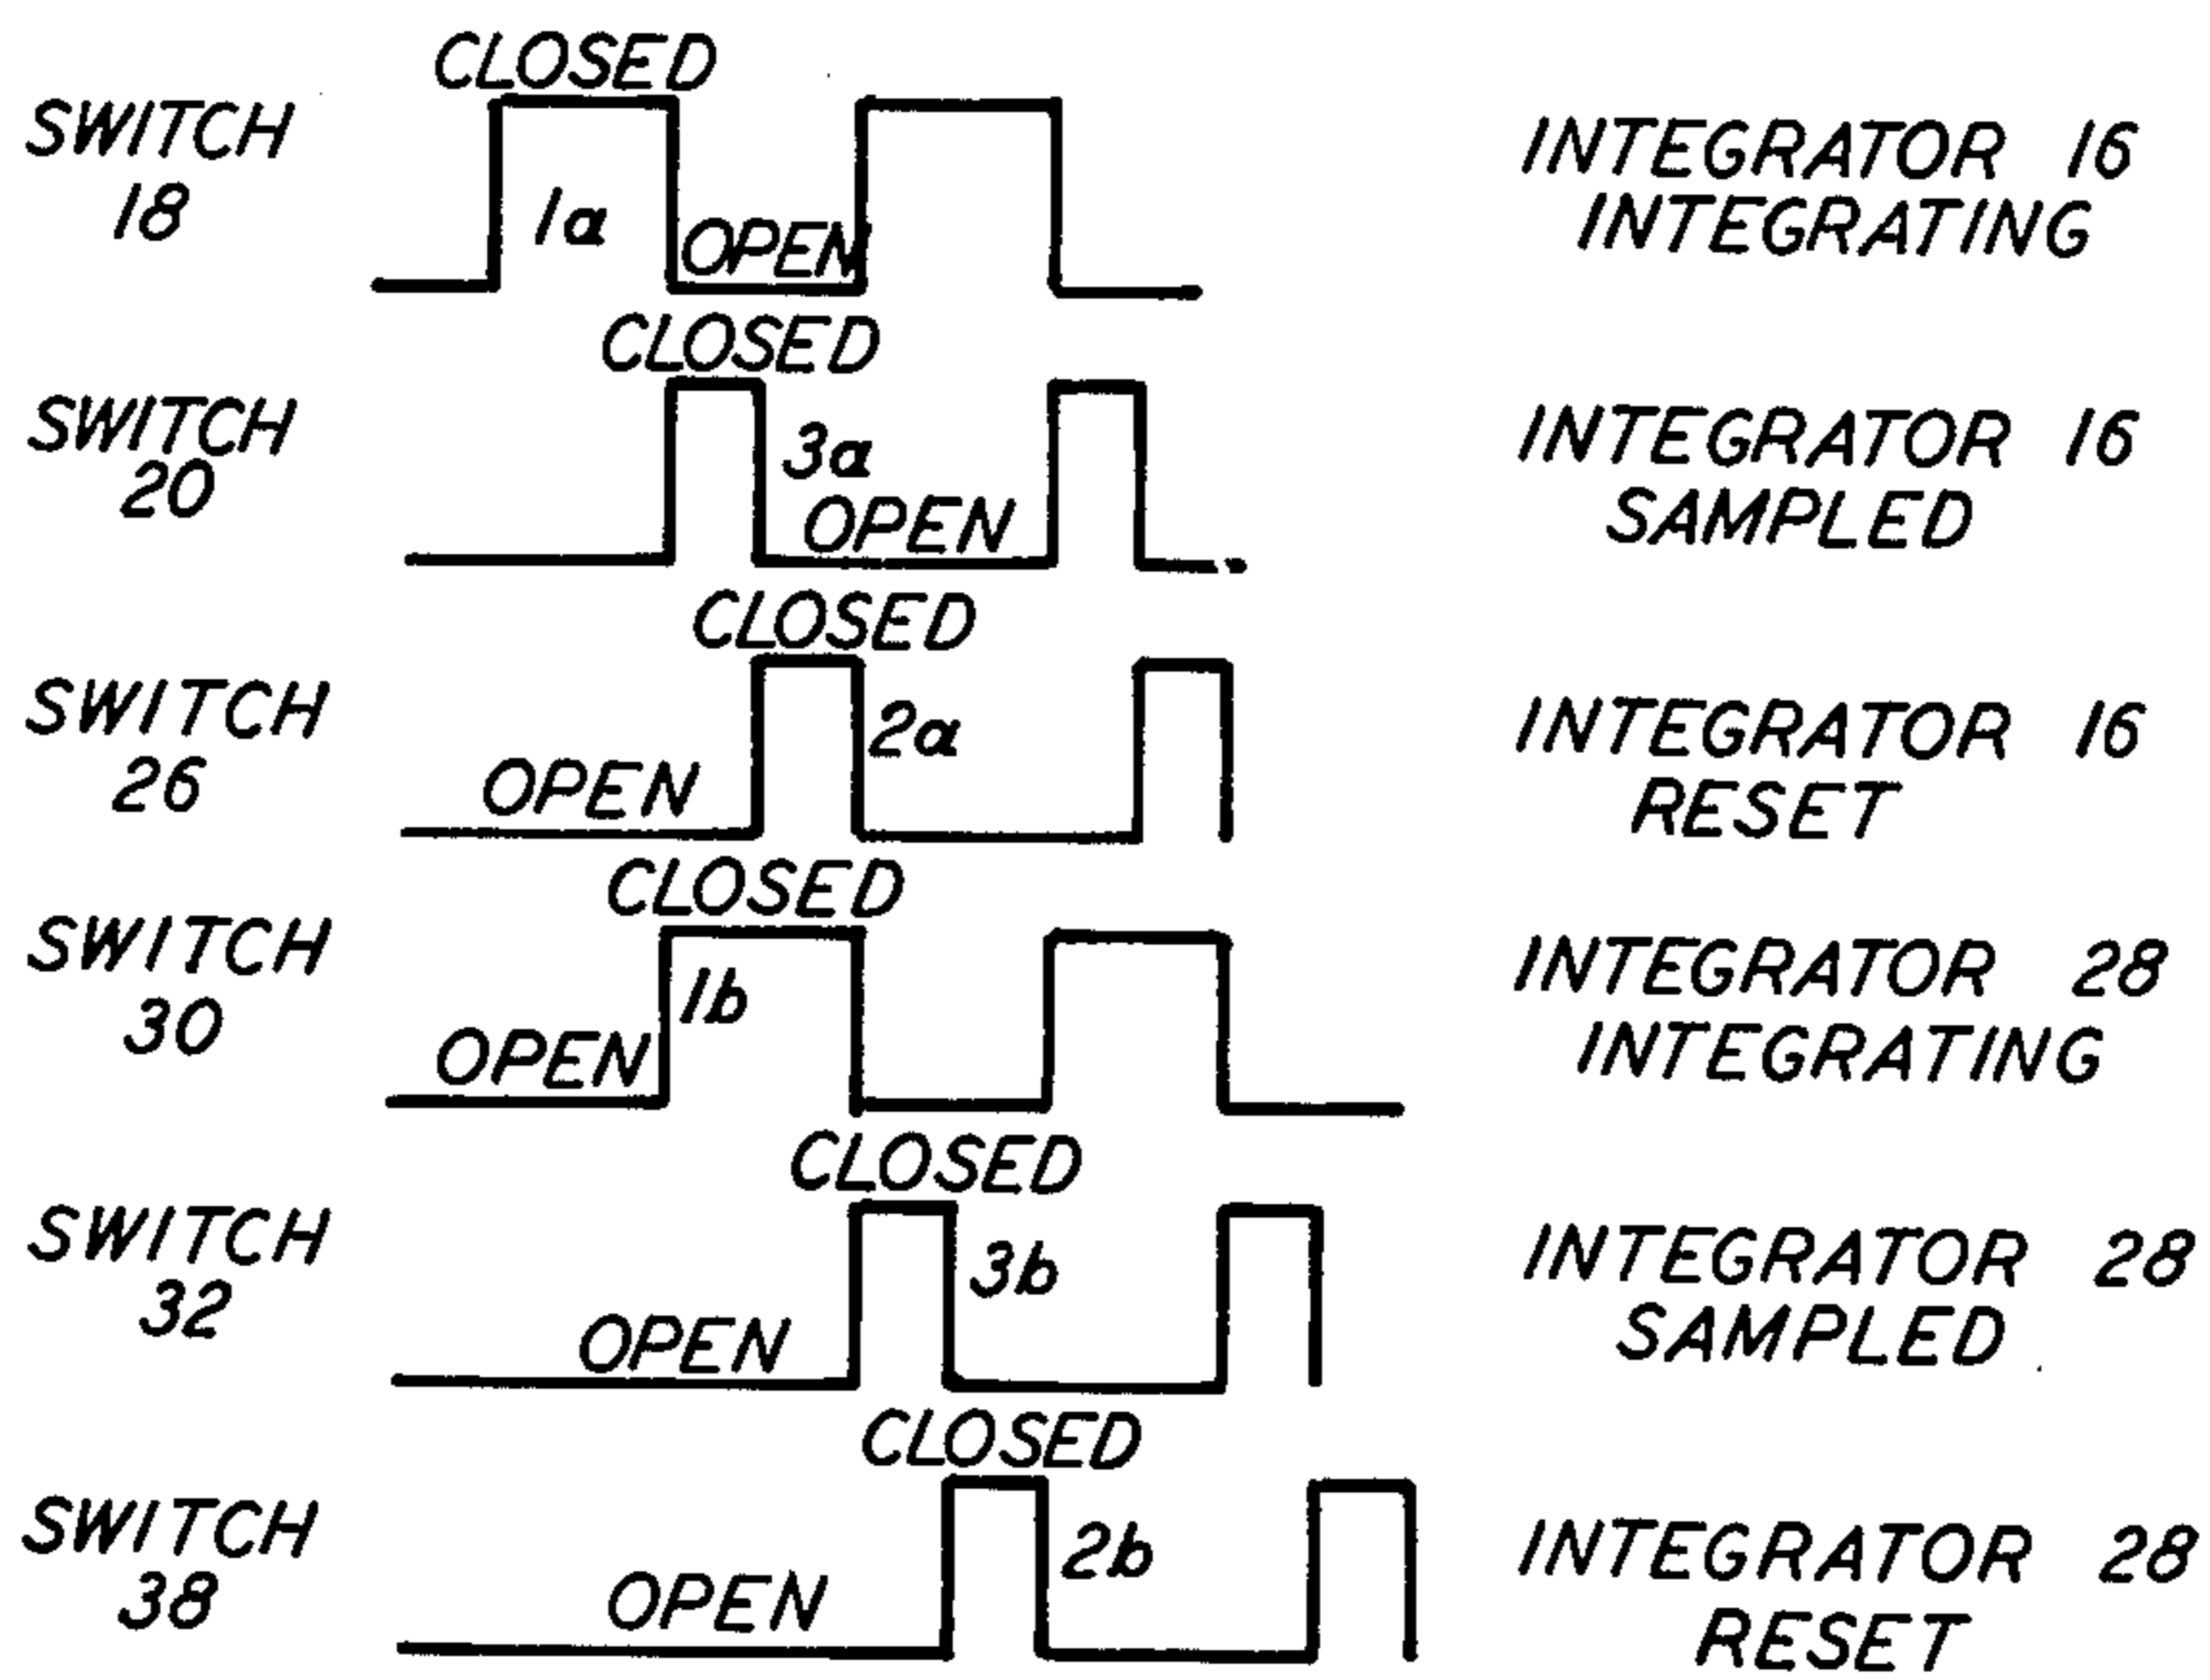 CLOSED
SWITCH
18
1a
OPEN
INTEGRATOR 16
INTEGRATING
CLOSED
SWITCH
20
3a
OPEN
INTEGRATOR 16
SAMPLED
CLOSED
SWITCH
26
2a
OPEN
INTEGRATOR 16
RESET
CLOSED
SWITCH
30
1b
OPEN
INTEGRATOR 28
INTEGRATING
CLOSED
SWITCH
32
3b
OPEN
INTEGRATOR 28
SAMPLED
CLOSED
SWITCH
38
2b
OPEN
INTEGRATOR 28
RESET